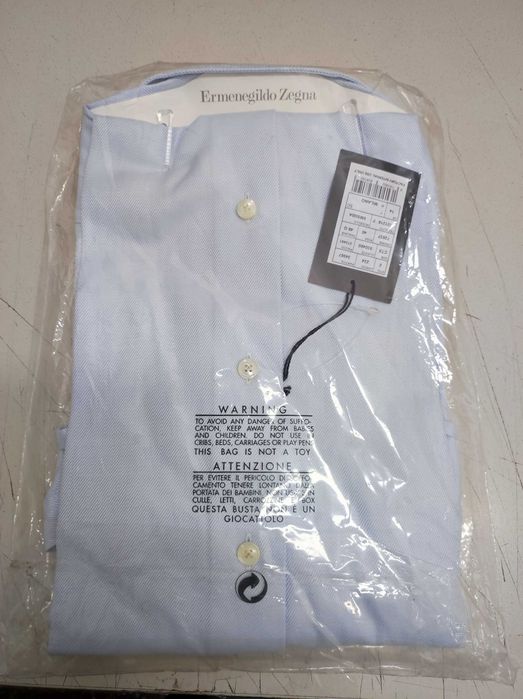 Ermenegildo Zegna
MILANO
WARNING
TO AVOID ANY DANGER OF SUFFO-
CATION, KEEP AWAY FROM BABIES
AND CHILDREN. DO NOT USE IN
CRIBS, BEDS, CARRIAGES OR PLAY PENS
THIS BAG IS NOT A TOY
ATTENZIONE
PER EVITERE IL PERICOLO DI SOFFO-
CAMENTO TENERE LONTANO DALLA
PORTATA DEI BAMBINI. NON USARE IN
CULLE, LETTI, CARROZZINE E BOX
QUESTA BUSTA NON È UN
GIOCATTOLO